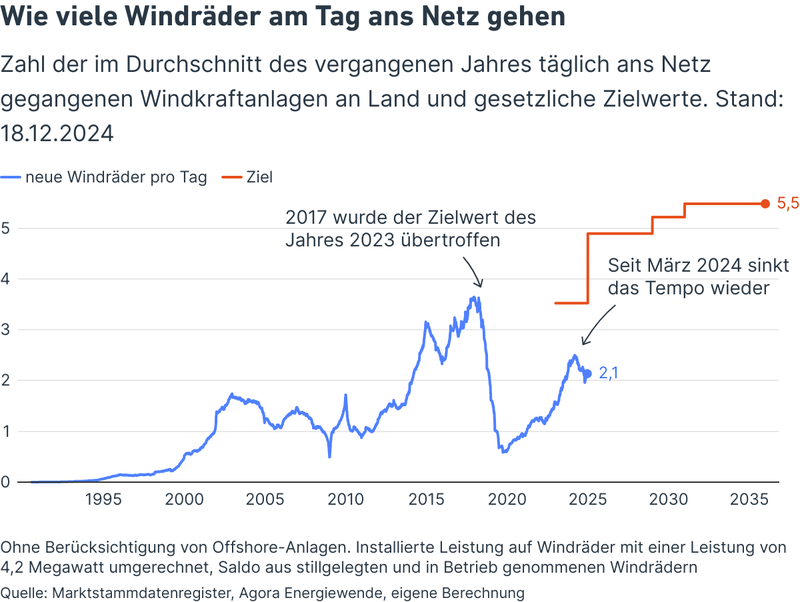 Wie viele Windräder am Tag ans Netz gehen
Zahl der im Durchschnitt des vergangenen Jahres täglich ans Netz
gegangenen Windkraftanlagen an Land und gesetzliche Zielwerte. Stand:
18.12.2024
neue Windräder pro Tag
Ziel
5,5
2017 wurde der Zielwert des
Jahres 2023 übertroffen
5
Seit März 2024 sinkt
das Tempo wieder
4
3
2,1
2
1
0
1995 2000 2005 2010 2015 2020 2025 2030 2035
Ohne Berücksichtigung von Offshore-Anlagen. Installierte Leistung auf Windräder mit einer Leistung von
4,2 Megawatt umgerechnet, Saldo aus stillgelegten und in Betrieb genommenen Windrädern
Quelle: Marktstammdatenregister, Agora Energiewende, eigene Berechnung